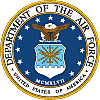 DEPARTMENT OF THE AIR FORCE
MCMXLVII
UNITED STATES OF AMERICA